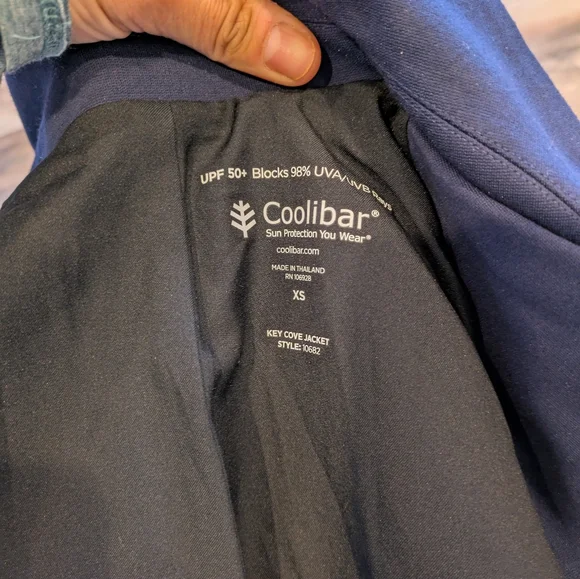 UPF 50+ Blocks 98% UVA/UVB Rays
Coolibar®
Sun Protection You Wear®
coolibar.com
MADE IN THAILAND
RN 106928
XS
KEY COVE JACKET
STYLE: 10682